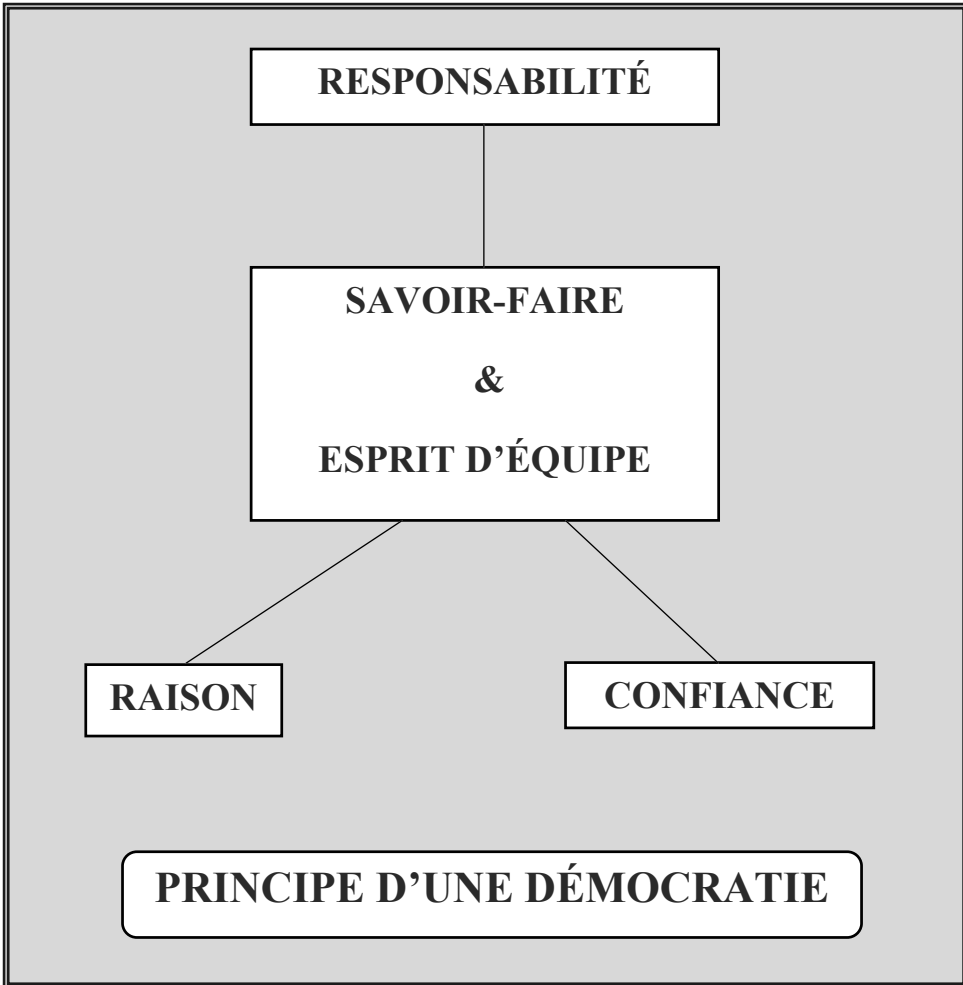 RESPONSABILITÉ
SAVOIR-FAIRE
&
ESPRIT D’ÉQUIPE
RAISON
CONFIANCE
PRINCIPE D’UNE DÉMOCRATIE